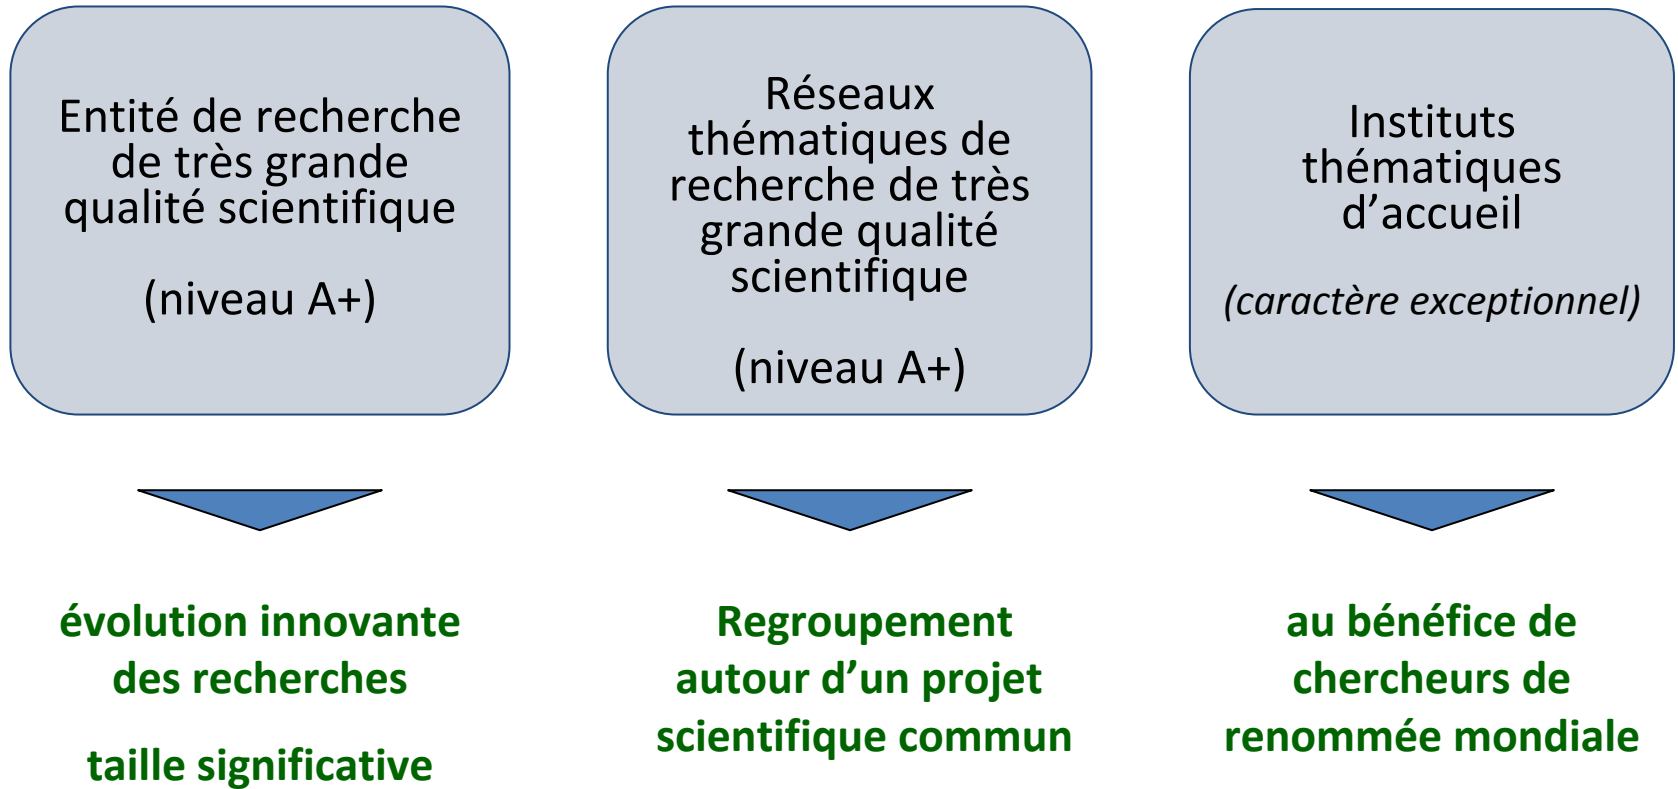 Entité de recherche
de très grande
qualité scientifique
(niveau A+)
Réseaux
thématiques de
recherche de très
grande qualité
scientifique
(niveau A+)
Instituts
thématiques
d’accueil
(caractère exceptionnel)
évolution innovante
des recherches
taille significative
Regroupement
autour d’un projet
scientifique commun
au bénéfice de
chercheurs de
renommée mondiale